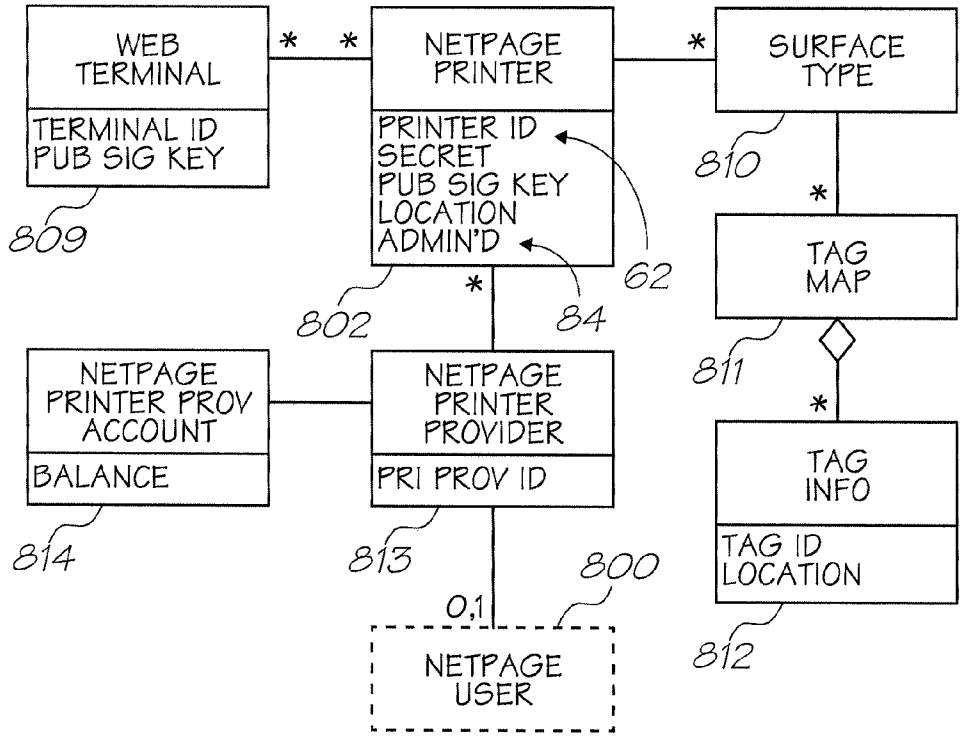 WEB
TERMINAL
TERMINAL ID
PUB SIG KEY
809
*
*
NETPAGE
PRINTER
PRINTER ID
SECRET
PUB SIG KEY
LOCATION
ADMIN'D
802
62
84
*
*
SURFACE
TYPE
810
*
TAG
MAP
811
*
TAG
INFO
TAG ID
LOCATION
812
NETPAGE
PRINTER PROV
ACCOUNT
BALANCE
814
NETPAGE
PRINTER
PROVIDER
PRI PROV ID
813
800
0,1
NETPAGE
USER